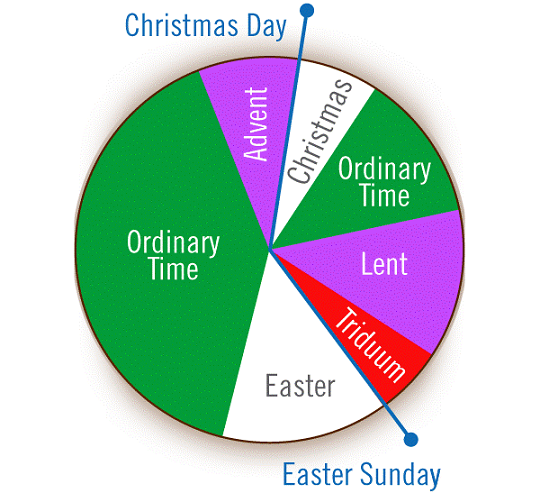 Christmas Day
Advent
Christmas
Ordinary
Time
Lent
Triduum
Easter
Ordinary
Time
Easter Sunday